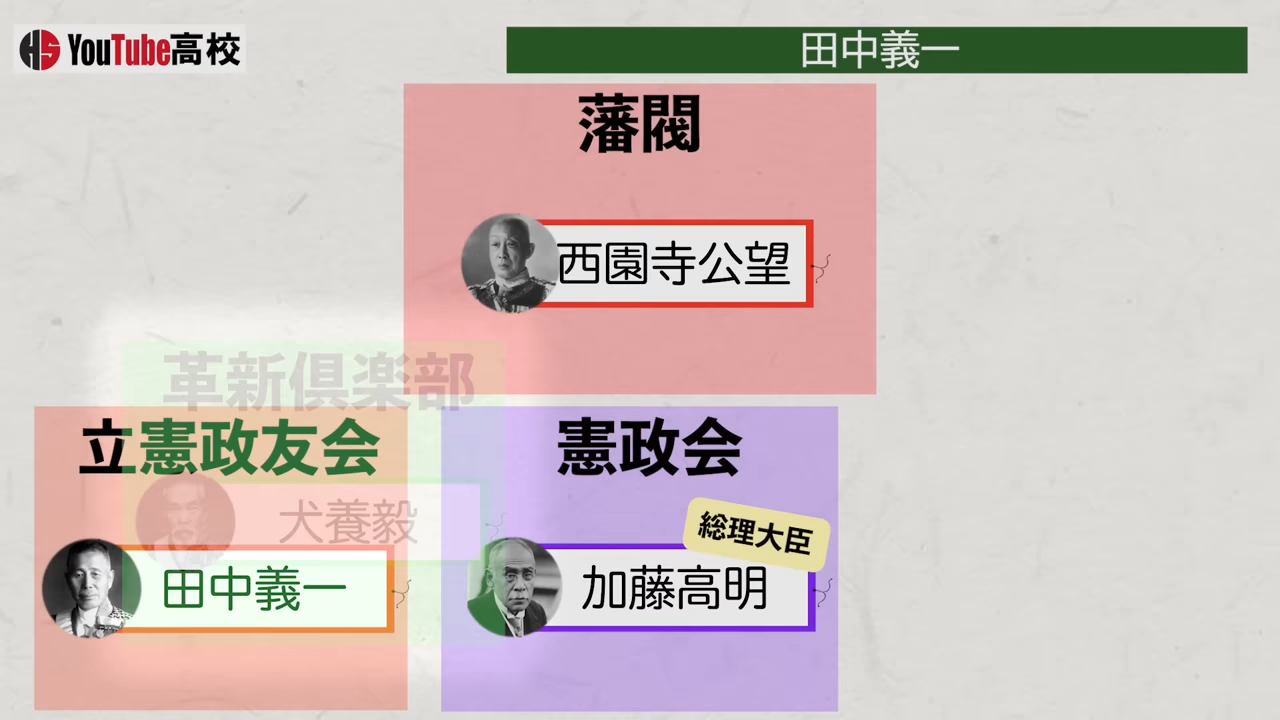 YouTube高校
田中義一
藩閥
西園寺公望
革新倶楽部
立憲政友会
憲政会
犬養毅
総理大臣
田中義一
加藤高明